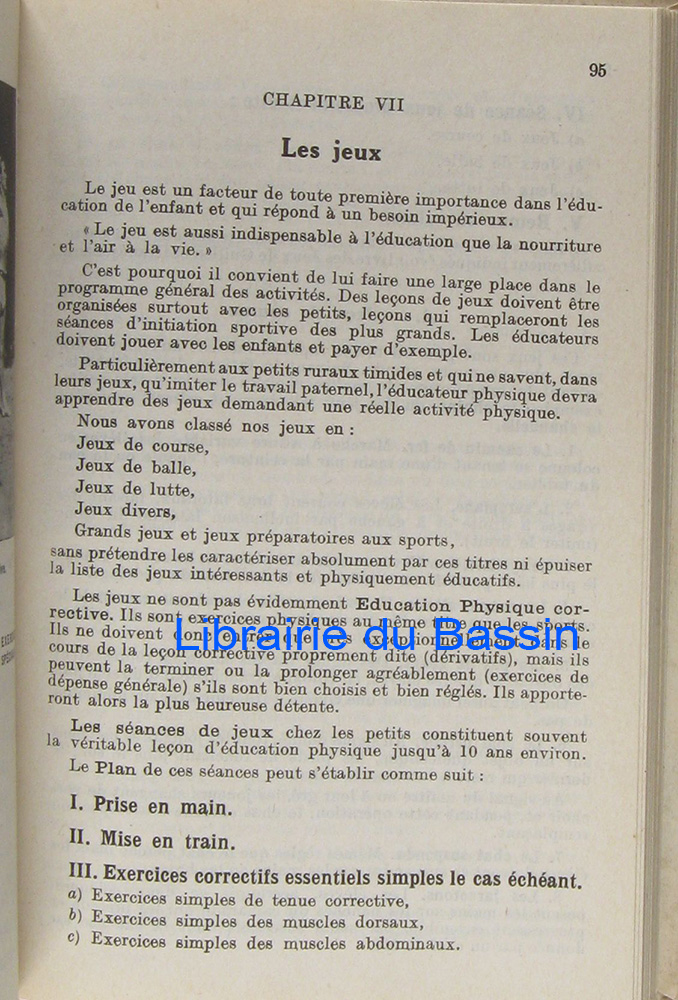 95
CHAPITRE VII
Les jeux
Le jeu est un facteur de toute première importance dans l'édu-
cation de l'enfant et qui répond à un besoin impérieux.
« Le jeu est aussi indispensable à l'éducation que la nourriture
et l'air à la vie. »
C'est pourquoi il convient de lui faire une large place dans le
programme général des activités. Des leçons de jeux doivent être
organisées surtout avec les petits, leçons qui remplaceront les
séances d'initiation sportive des plus grands. Les éducateurs
doivent jouer avec les enfants et payer d'exemple.
Particulièrement aux petits ruraux timides et qui ne savent, dans
leurs jeux, qu'imiter le travail paternel, l'éducateur physique devra
apprendre des jeux demandant une réelle activité physique.
Nous avons classé nos jeux en :
Jeux de course,
Jeux de balle,
Jeux de lutte,
Jeux divers,
Grands jeux et jeux préparatoires aux sports,
sans prétendre les caractériser absolument par ces titres ni épuiser
la liste des jeux intéressants et physiquement éducatifs.
Les jeux ne sont pas évidemment Education Physique cor-
rective. Ils sont exercices physiques au même titre que les sports.
Ils ne doivent donc entrer que exceptionnellement dans le
Librairie du Bassin
cours de la leçon corrective proprement dite (dérivatifs), mais ils
peuvent la terminer ou la prolonger agréablement (exercices de
dépense générale) s'ils sont bien choisis et bien réglés. Ils apporte-
ront alors la plus heureuse détente.
Les séances de jeux chez les petits constituent souvent
la véritable leçon d'éducation physique jusqu'à 10 ans environ.
Le Plan de ces séances peut s'établir comme suit :
I. Prise en main.
II. Mise en train.
III. Exercices correctifs essentiels simples le cas échéant.
a) Exercices simples de tenue corrective,
b) Exercices simples des muscles dorsaux,
c) Exercices simples des muscles abdominaux.